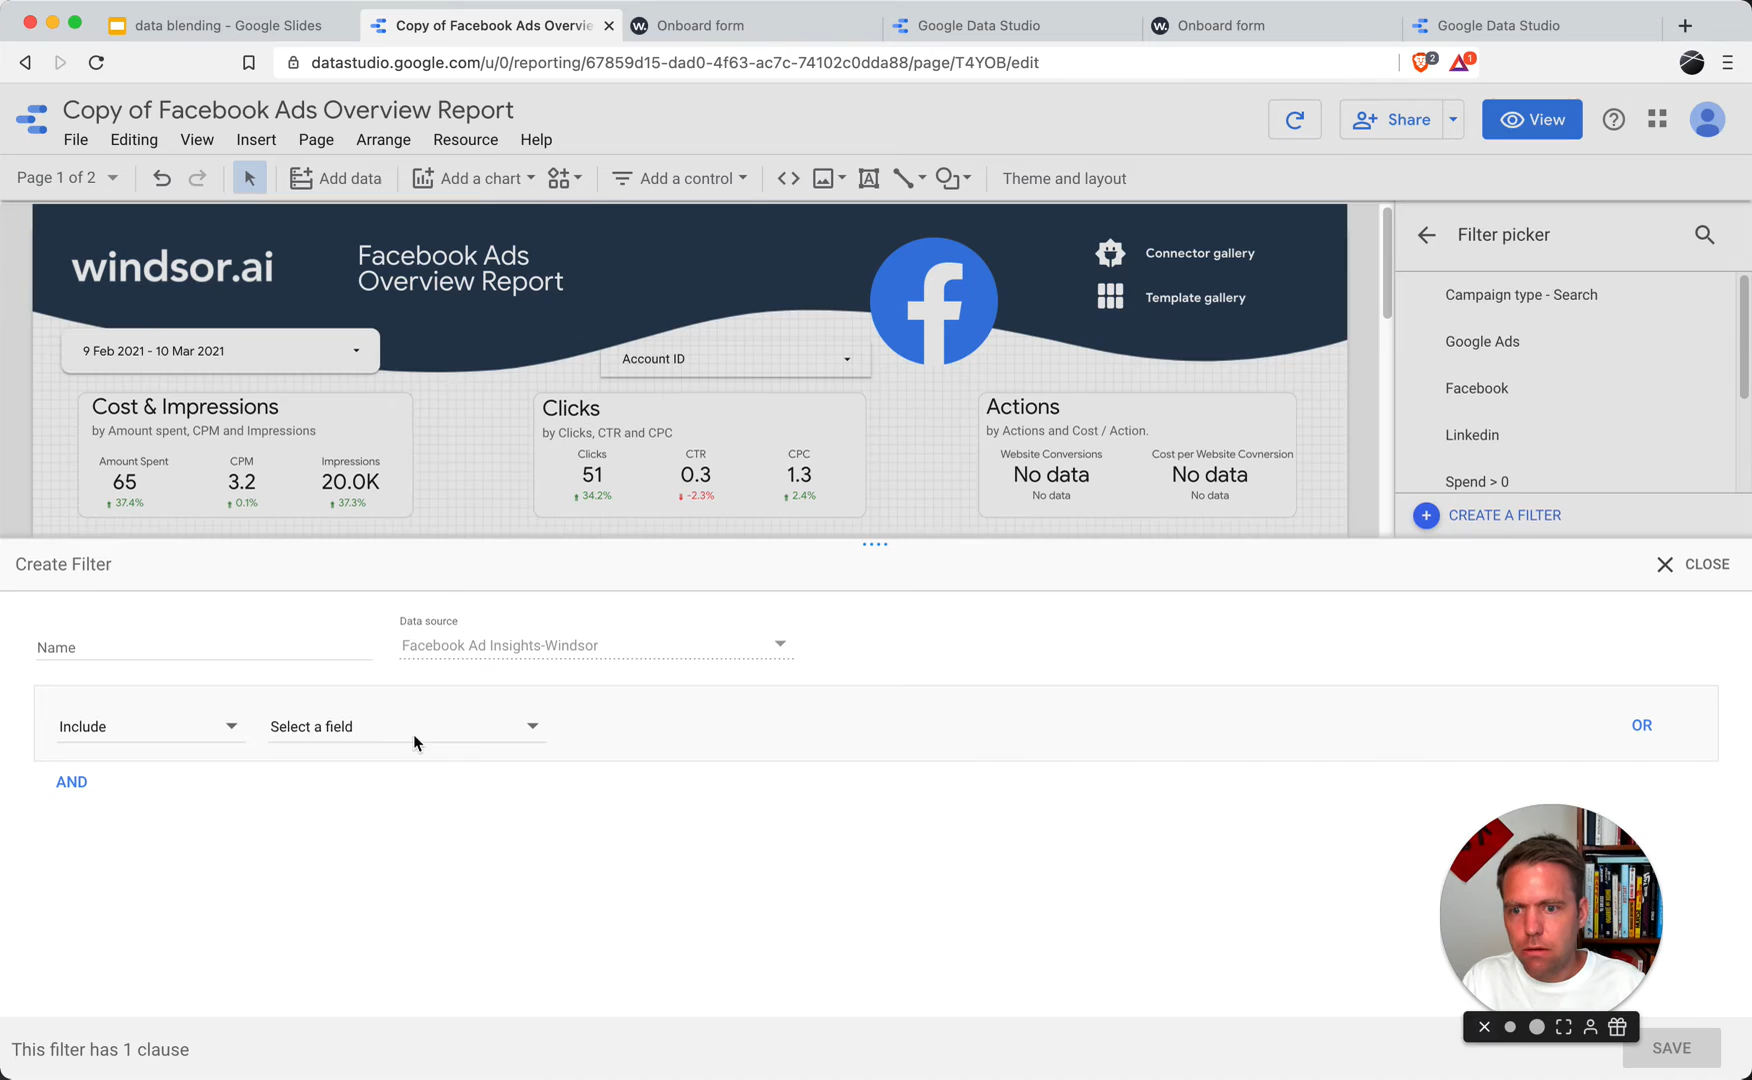 data blending - Google Slides
Copy of Facebook Ads Overvie
Onboard form
Google Data Studio
Onboard form
Google Data Studio
datastudio.google.com/u/0/reporting/67859d15-dad0-4f63-ac7c-74102c0dda88/page/T4YOB/edit
2
1
Copy of Facebook Ads Overview Report
Share
View
File
Editing
View
Insert
Page
Arrange
Resource
Help
Page 1 of 2
Add data
Add a chart
Add a control
Theme and layout
windsor.ai
Facebook Ads
Overview Report
Connector gallery
Template gallery
9 Feb 2021 - 10 Mar 2021
Account ID
Cost & Impressions
by Amount spent, CPM and Impressions
Amount Spent
CPM
Impressions
65
3.2
20.0K
37.4%
0.1%
37.3%
Clicks
by Clicks, CTR and CPC
Clicks
CTR
CPC
51
0.3
1.3
34.2%
-2.3%
2.4%
Actions
by Actions and Cost / Action.
Website Conversions
Cost per Website Covnersion
No data
No data
No data
No data
Filter picker
Campaign type - Search
Google Ads
Facebook
Linkedin
Spend > 0
CREATE A FILTER
Create Filter
CLOSE
Name
Data source
Facebook Ad Insights-Windsor
Include
Select a field
OR
AND
This filter has 1 clause
SAVE